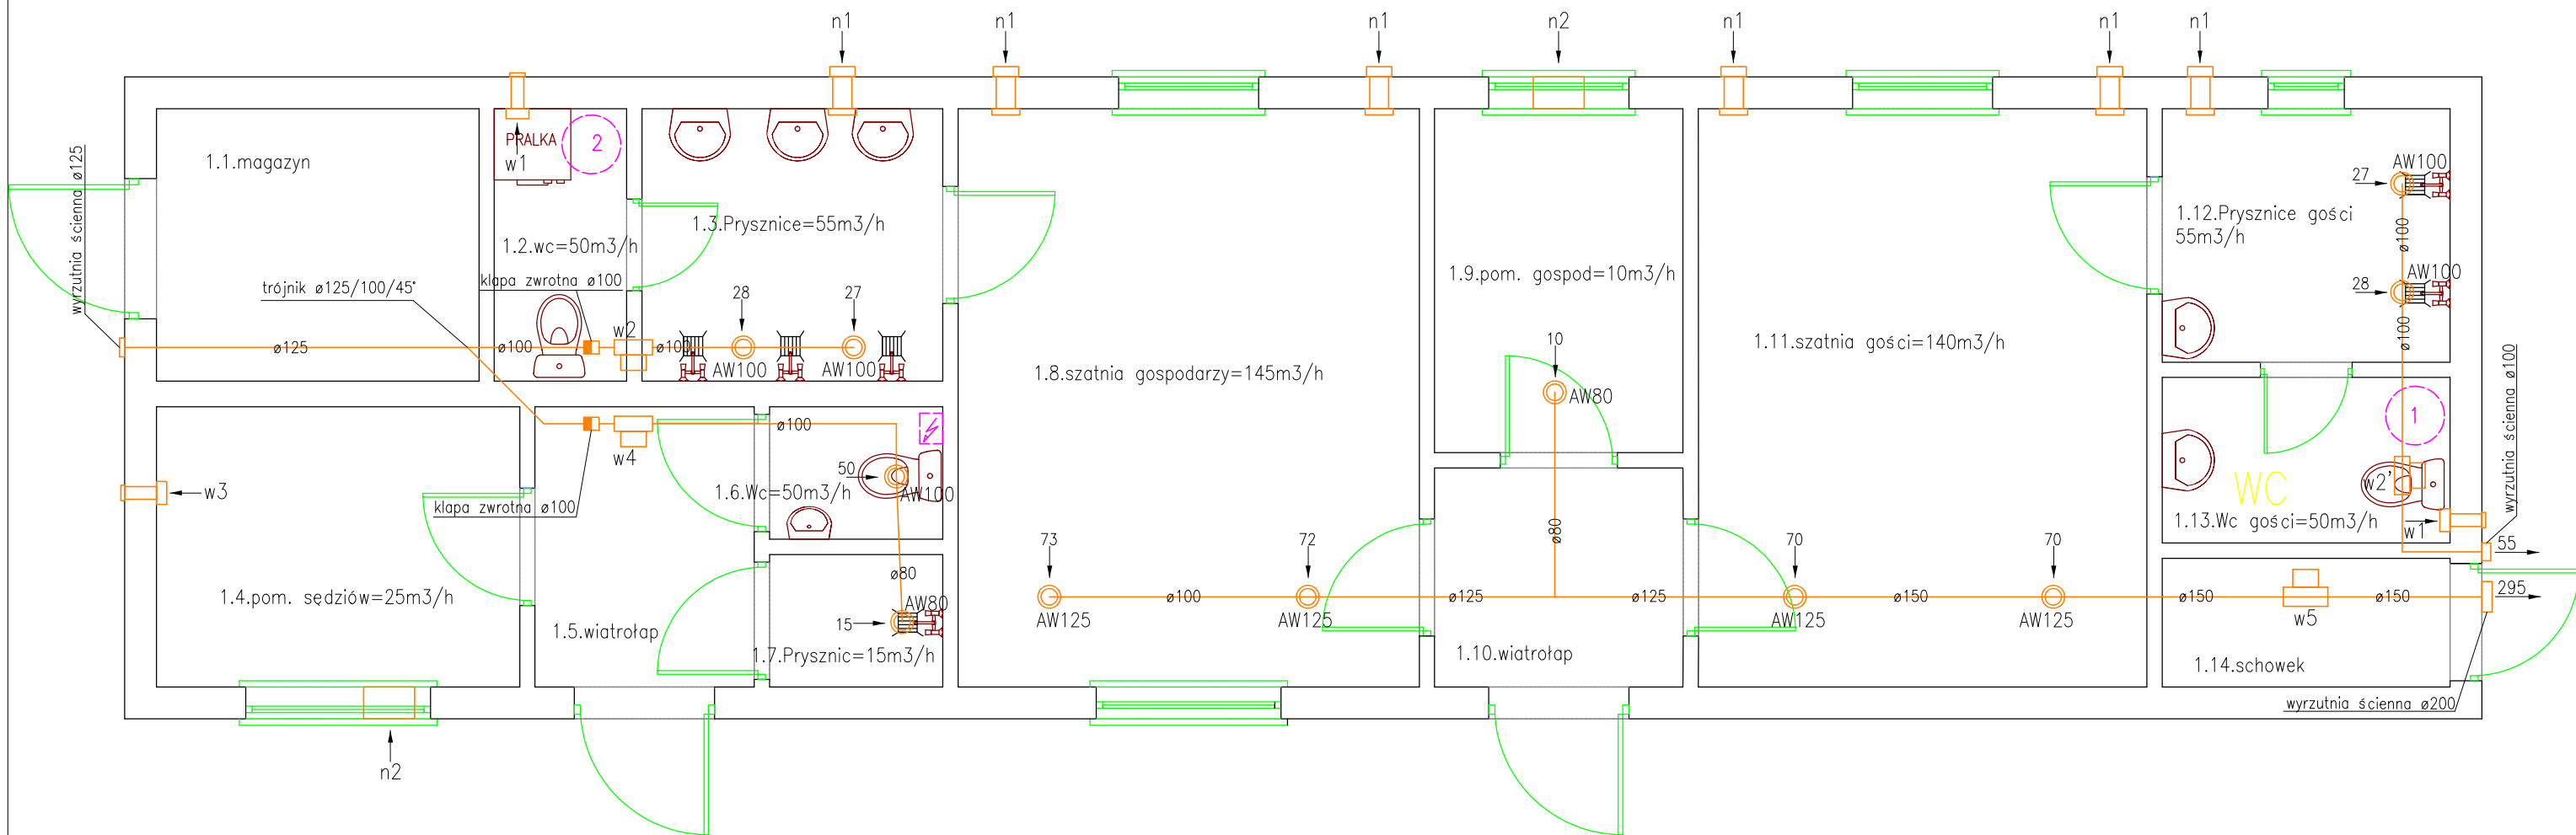 n1
n1
n1
n2
n1
n1
n1
wyrzutnia ścienna ø125
1.1.magazyn
PRALKA
w1
2
1.2.wc=50m3/h
klapa zwrotna ø100
trójnik ø125/100/45°
1.3.Prysznice=55m3/h
28
27
w2
ø125
ø100
ø100
AW100
AW100
1.8.szatnia gospodarzy=145m3/h
1.9.pom. gospod=10m3/h
10
AW80
ø80
1.11.szatnia gości=140m3/h
1.12.Prysznice gości
55m3/h
27
AW100
ø100
28
AW100
ø100
wyrzutnia ścienna ø100
1
WC
w2'
1.13.Wc gości=50m3/h
w1
55
295
w3
w4
ø100
50
AW100
1.6.Wc=50m3/h
klapa zwrotna ø100
1.4.pom. sędziów=25m3/h
1.5.wiatrołap
ø80
AW80
15
1.7.Prysznic=15m3/h
73
72
70
70
ø100
ø125
ø125
ø150
ø150
ø150
AW125
AW125
AW125
AW125
w5
1.10.wiatrołap
1.14.schowek
wyrzutnia ścienna ø200
n2